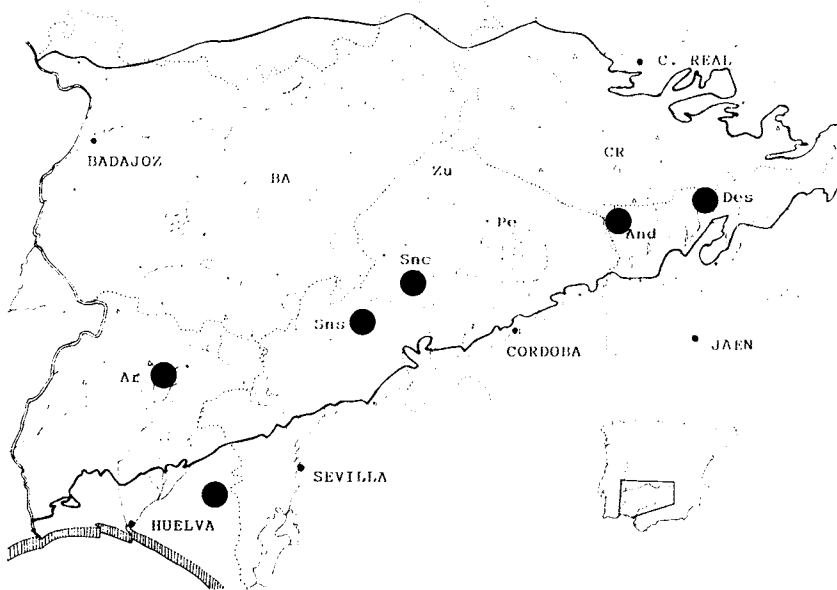 C. REAL
BADAJOZ
CR
Zu
BA
Des
Pe
And
Snc
Sns
CORDOBA
JAEN
Ar
SEVILLA
HUELVA